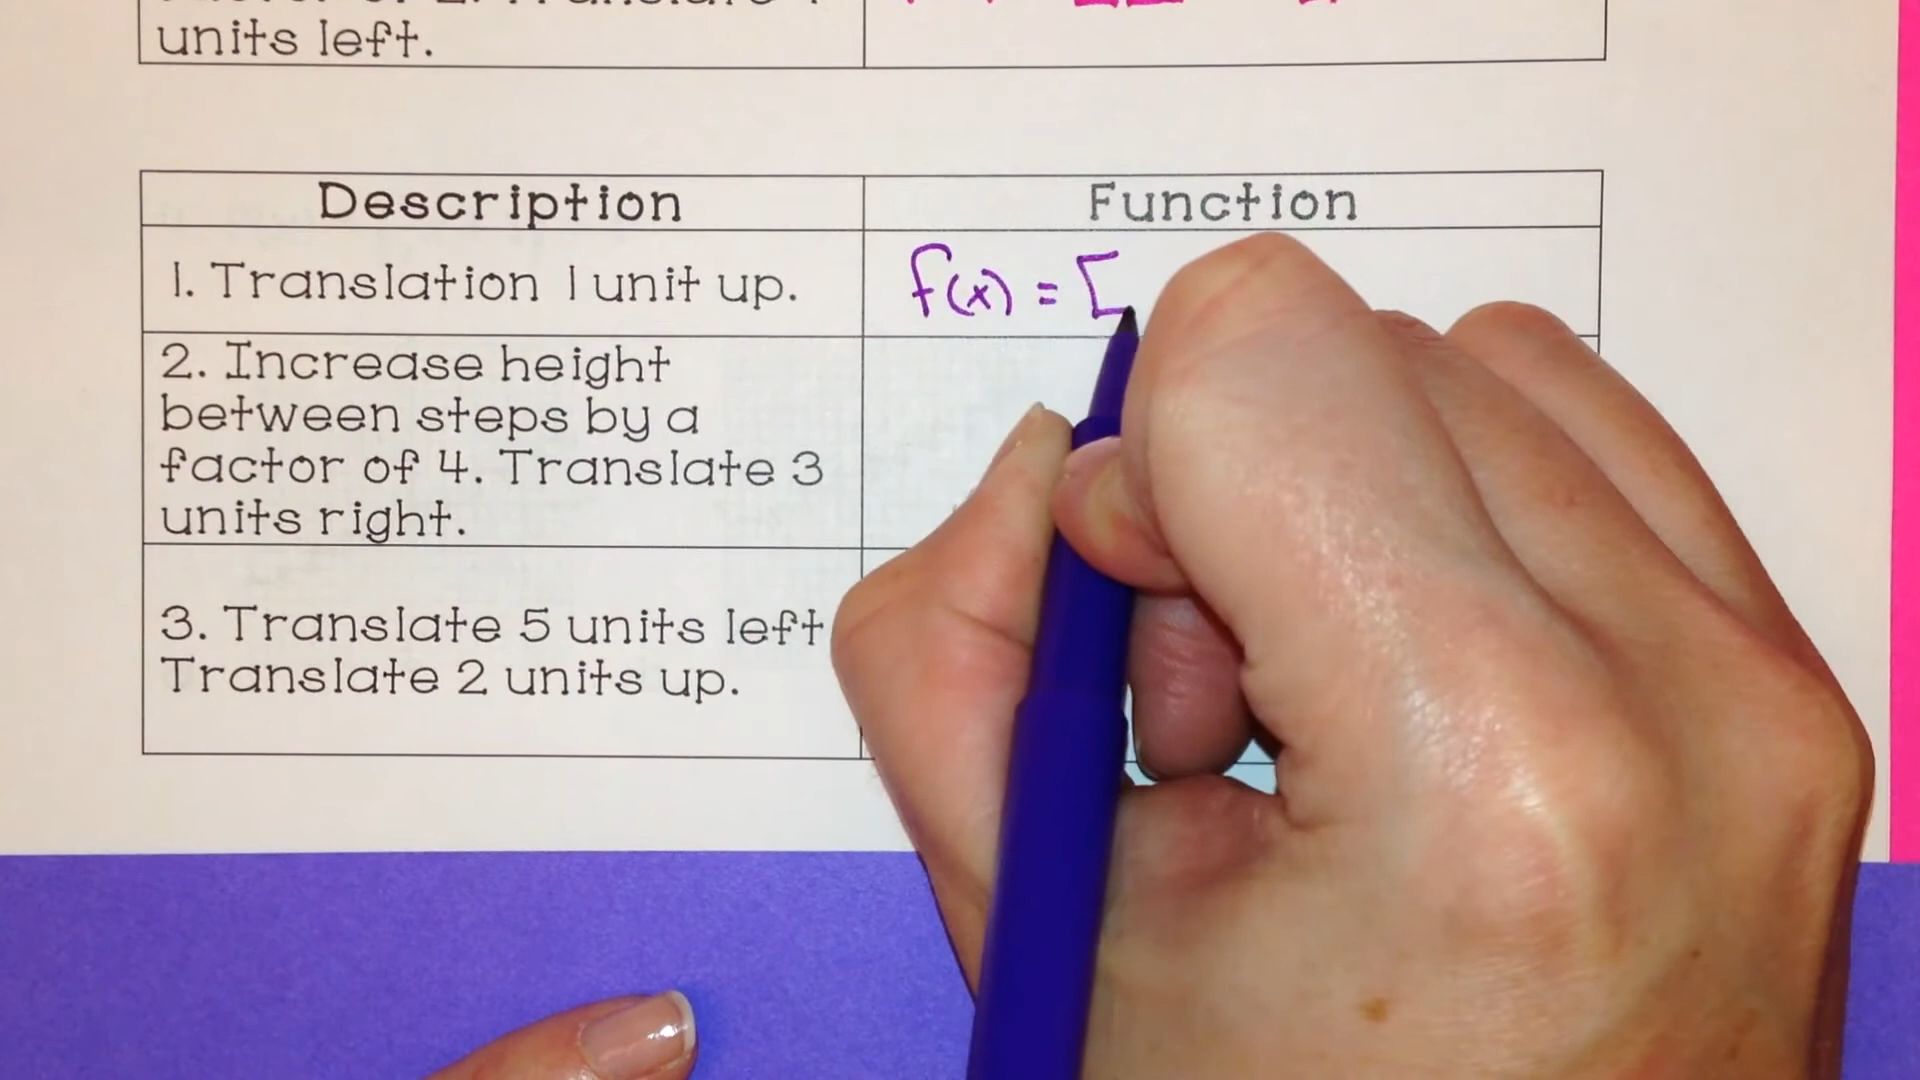 units left.
Description
Function
1. Translation 1 unit up.
f(x) = [
2. Increase height
between steps by a
factor of 4. Translate 3
units right.
3. Translate 5 units left
Translate 2 units up.